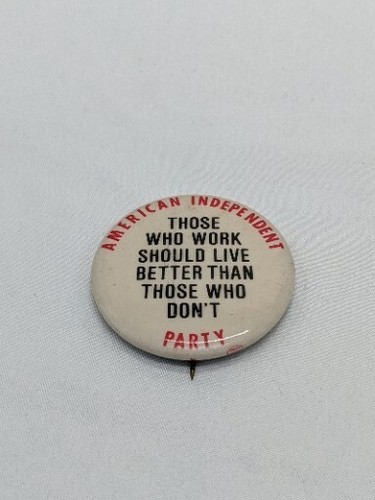 AMERICAN INDEPENDENT
THOSE
WHO WORK
SHOULD LIVE
BETTER THAN
THOSE WHO
DON'T
PARTY